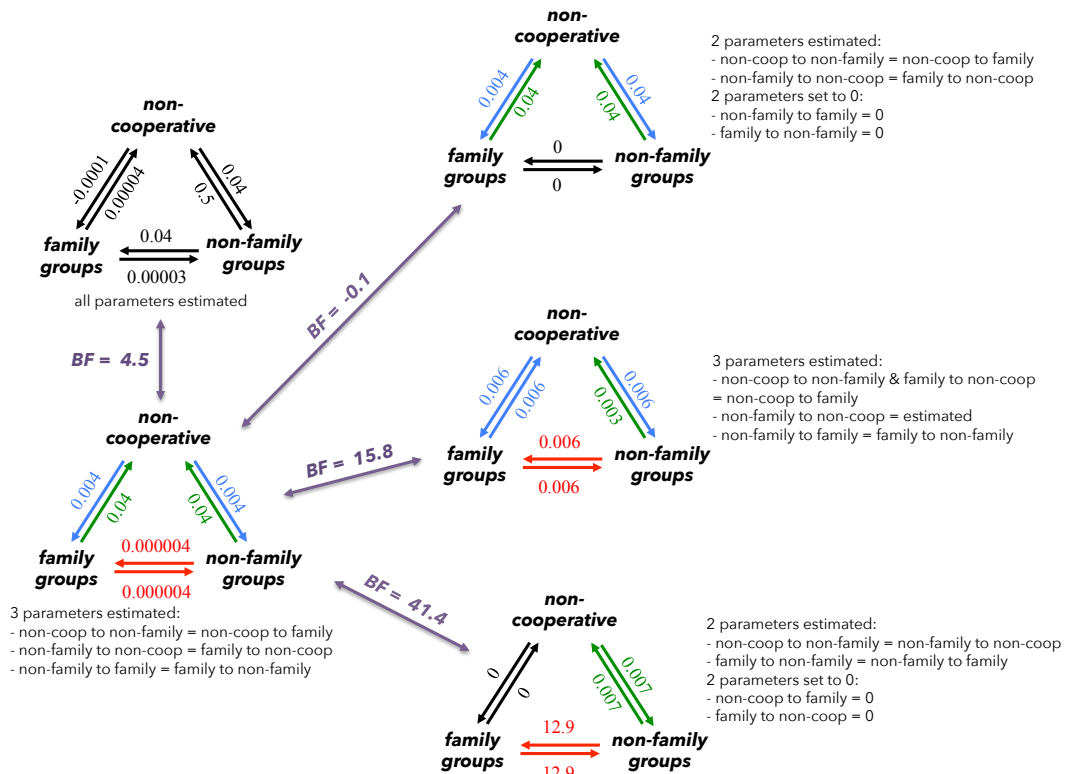 non-
cooperative
-0.0001
0.00004
0.04
0.5
family
groups
0.04
0.00003
non-family
groups
all parameters estimated
BF = 4.5
non-
cooperative
0.004
0.04
0.004
0.04
family
groups
0.000004
0.000004
non-family
groups
3 parameters estimated:
- non-coop to non-family = non-coop to family
- non-family to non-coop = family to non-coop
- non-family to family = family to non-family
BF = -0.1
non-
cooperative
0.004
0.04
0.04
0.04
family
groups
0
0
non-family
groups
2 parameters estimated:
- non-coop to non-family = non-coop to family
- non-family to non-coop = family to non-coop
2 parameters set to 0:
- non-family to family = 0
- family to non-family = 0
BF = 15.8
non-
cooperative
0.006
0.006
0.006
0.003
family
groups
0.006
0.006
non-family
groups
3 parameters estimated:
- non-coop to non-family & family to non-coop
= non-coop to family
- non-family to non-coop = estimated
- non-family to family = family to non-family
BF = 41.4
non-
cooperative
0
0
0.007
0.007
family
groups
12.9
12.9
non-family
groups
2 parameters estimated:
- non-coop to non-family = non-family to non-coop
- family to non-family = non-family to family
2 parameters set to 0:
- non-coop to family = 0
- family to non-coop = 0